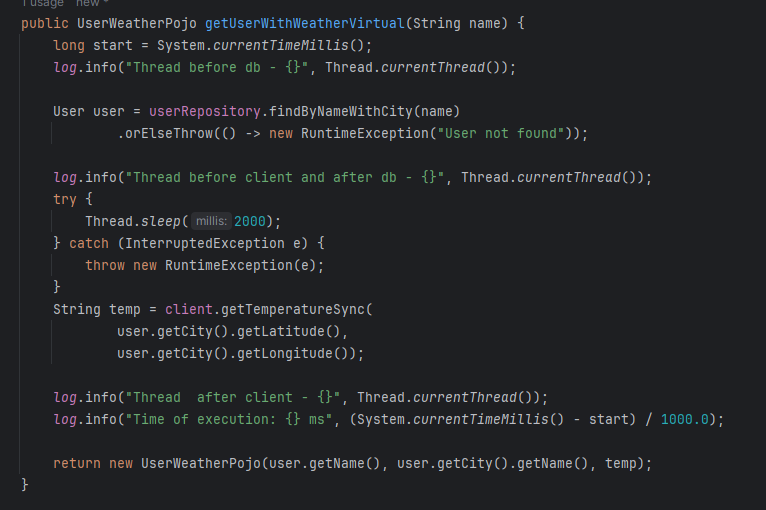 1 usage new *
public UserWeatherPojo getUserWithWeatherVirtual(String name) {
    long start = System.currentTimeMillis();
    log.info("Thread before db - {}", Thread.currentThread());

    User user = userRepository.findByNameWithCity(name)
            .orElseThrow(() -> new RuntimeException("User not found"));

    log.info("Thread before client and after db - {}", Thread.currentThread());
    try {
        Thread.sleep( millis: 2000);
    } catch (InterruptedException e) {
        throw new RuntimeException(e);
    }
    String temp = client.getTemperatureSync(
            user.getCity().getLatitude(),
            user.getCity().getLongitude());

    log.info("Thread  after client - {}", Thread.currentThread());
    log.info("Time of execution: {} ms", (System.currentTimeMillis() - start) / 1000.0);

    return new UserWeatherPojo(user.getName(), user.getCity().getName(), temp);
}